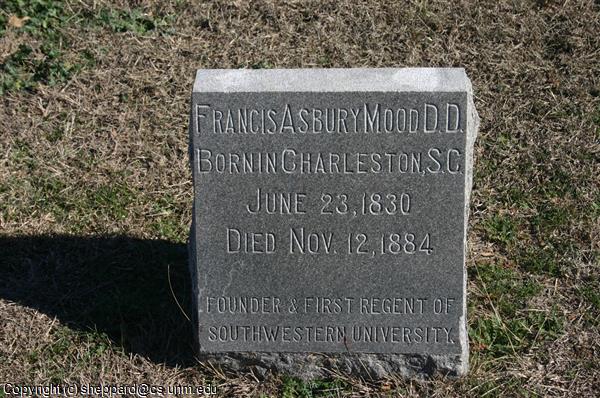 FRANCIS ASBURY MOOD D.D.
BORN IN CHARLESTON, S.C.
JUNE 23, 1830
DIED NOV. 12, 1884
FOUNDER & FIRST REGENT OF
SOUTHWESTERN UNIVERSITY.
Copyright (c) sheppard@cs.unm.edu